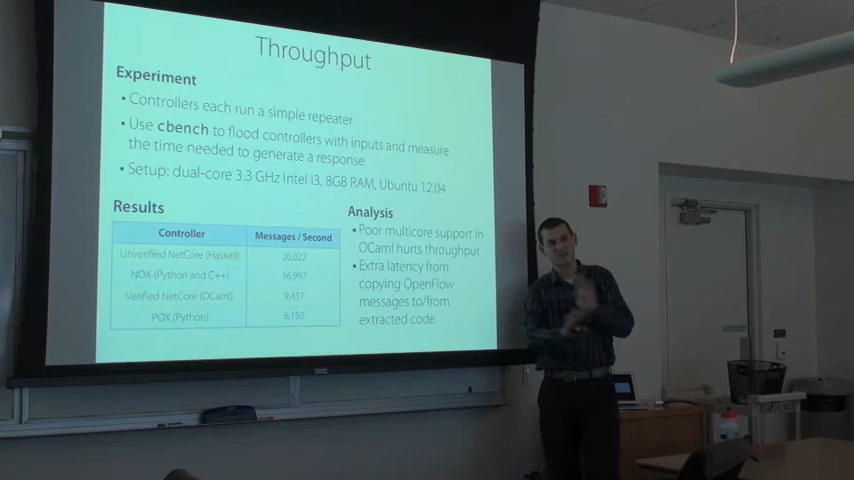 Throughput
Experiment
• Controllers each run a simple repeater
• Use cbench to flood controllers with inputs and measure
the time needed to generate a response
• Setup: dual-core 3.3 GHz Intel i3, 8GB RAM, Ubuntu 12.04
Results
Controller Messages / Second
Unverified NetCore (Haskell) 26,022
NOX (Python and C++) 16,997
Verified NetCore (OCaml) 9,437
POX (Python) 6,150
Analysis
• Poor multicore support in
OCaml hurts throughput
• Extra latency from
copying OpenFlow
messages to/from
extracted code